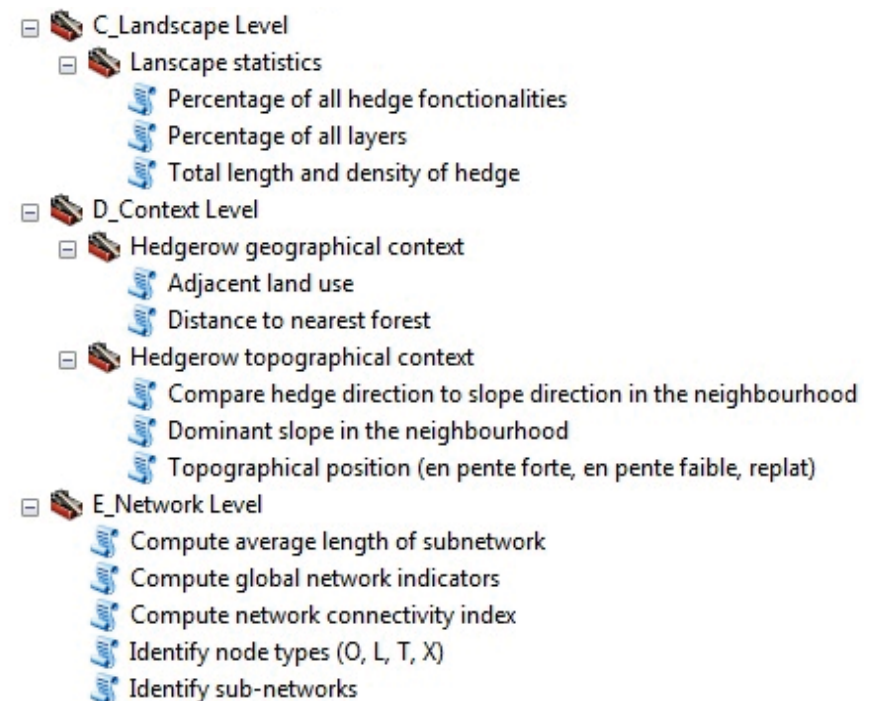 C_Landscape Level
Lanscape statistics
Percentage of all hedge fonctionalities
Percentage of all layers
Total length and density of hedge
D_Context Level
Hedgerow geographical context
Adjacent land use
Distance to nearest forest
Hedgerow topographical context
Compare hedge direction to slope direction in the neighbourhood
Dominant slope in the neighbourhood
Topographical position (en pente forte, en pente faible, replat)
E_Network Level
Compute average length of subnetwork
Compute global network indicators
Compute network connectivity index
Identify node types (O, L, T, X)
Identify sub-networks